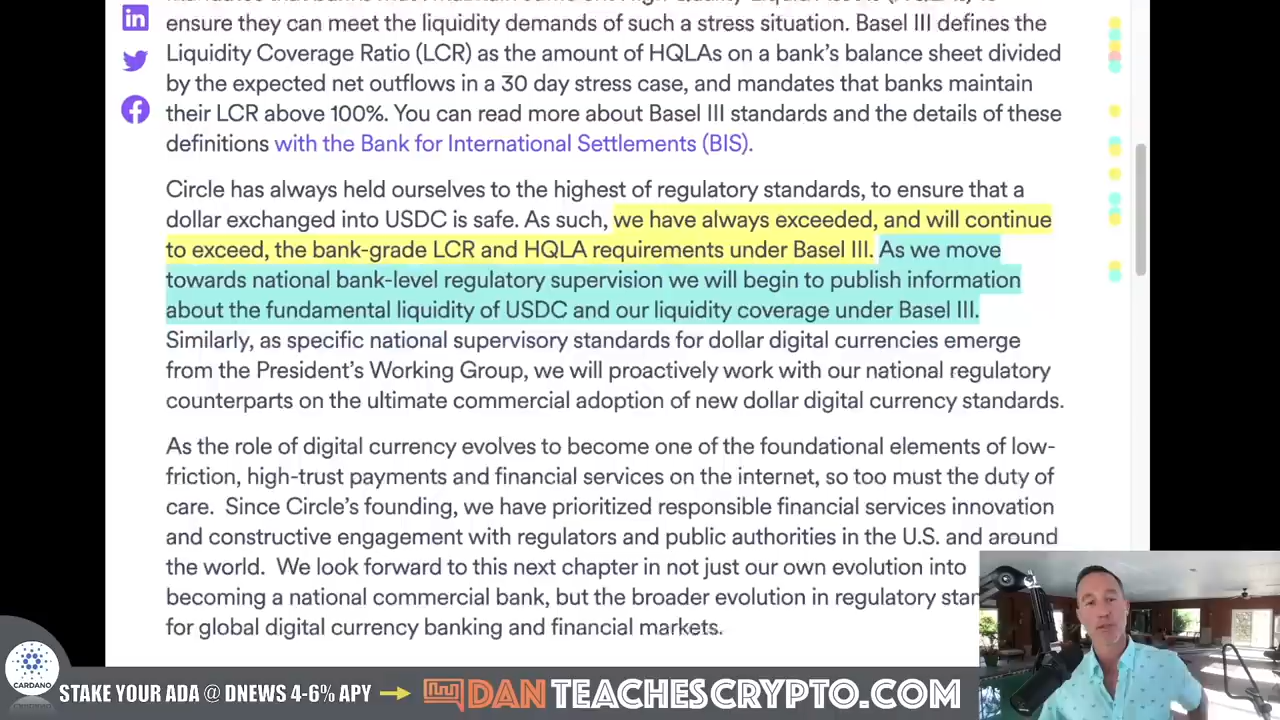 ensure they can meet the liquidity demands of such a stress situation. Basel III defines the
Liquidity Coverage Ratio (LCR) as the amount of HQLAs on a bank's balance sheet divided
by the expected net outflows in a 30 day stress case, and mandates that banks maintain
their LCR above 100%. You can read more about Basel III standards and the details of these
definitions with the Bank for International Settlements (BIS).
Circle has always held ourselves to the highest of regulatory standards, to ensure that a
dollar exchanged into USDC is safe. As such, we have always exceeded, and will continue
to exceed, the bank-grade LCR and HQLA requirements under Basel III. As we move
towards national bank-level regulatory supervision we will begin to publish information
about the fundamental liquidity of USDC and our liquidity coverage under Basel III.
Similarly, as specific national supervisory standards for dollar digital currencies emerge
from the President's Working Group, we will proactively work with our national regulatory
counterparts on the ultimate commercial adoption of new dollar digital currency standards.
As the role of digital currency evolves to become one of the foundational elements of low-
friction, high-trust payments and financial services on the internet, so too must the duty of
care. Since Circle's founding, we have prioritized responsible financial services innovation
and constructive engagement with regulators and public authorities in the U.S. and around
the world. We look forward to this next chapter in not just our own evolution into
becoming a national commercial bank, but the broader evolution in regulatory
for global digital currency banking and financial markets.
CARDANO
STAKE YOUR ADA @ DNEWS 4-6% APY
DAN TEACHESCRYPTO.COM